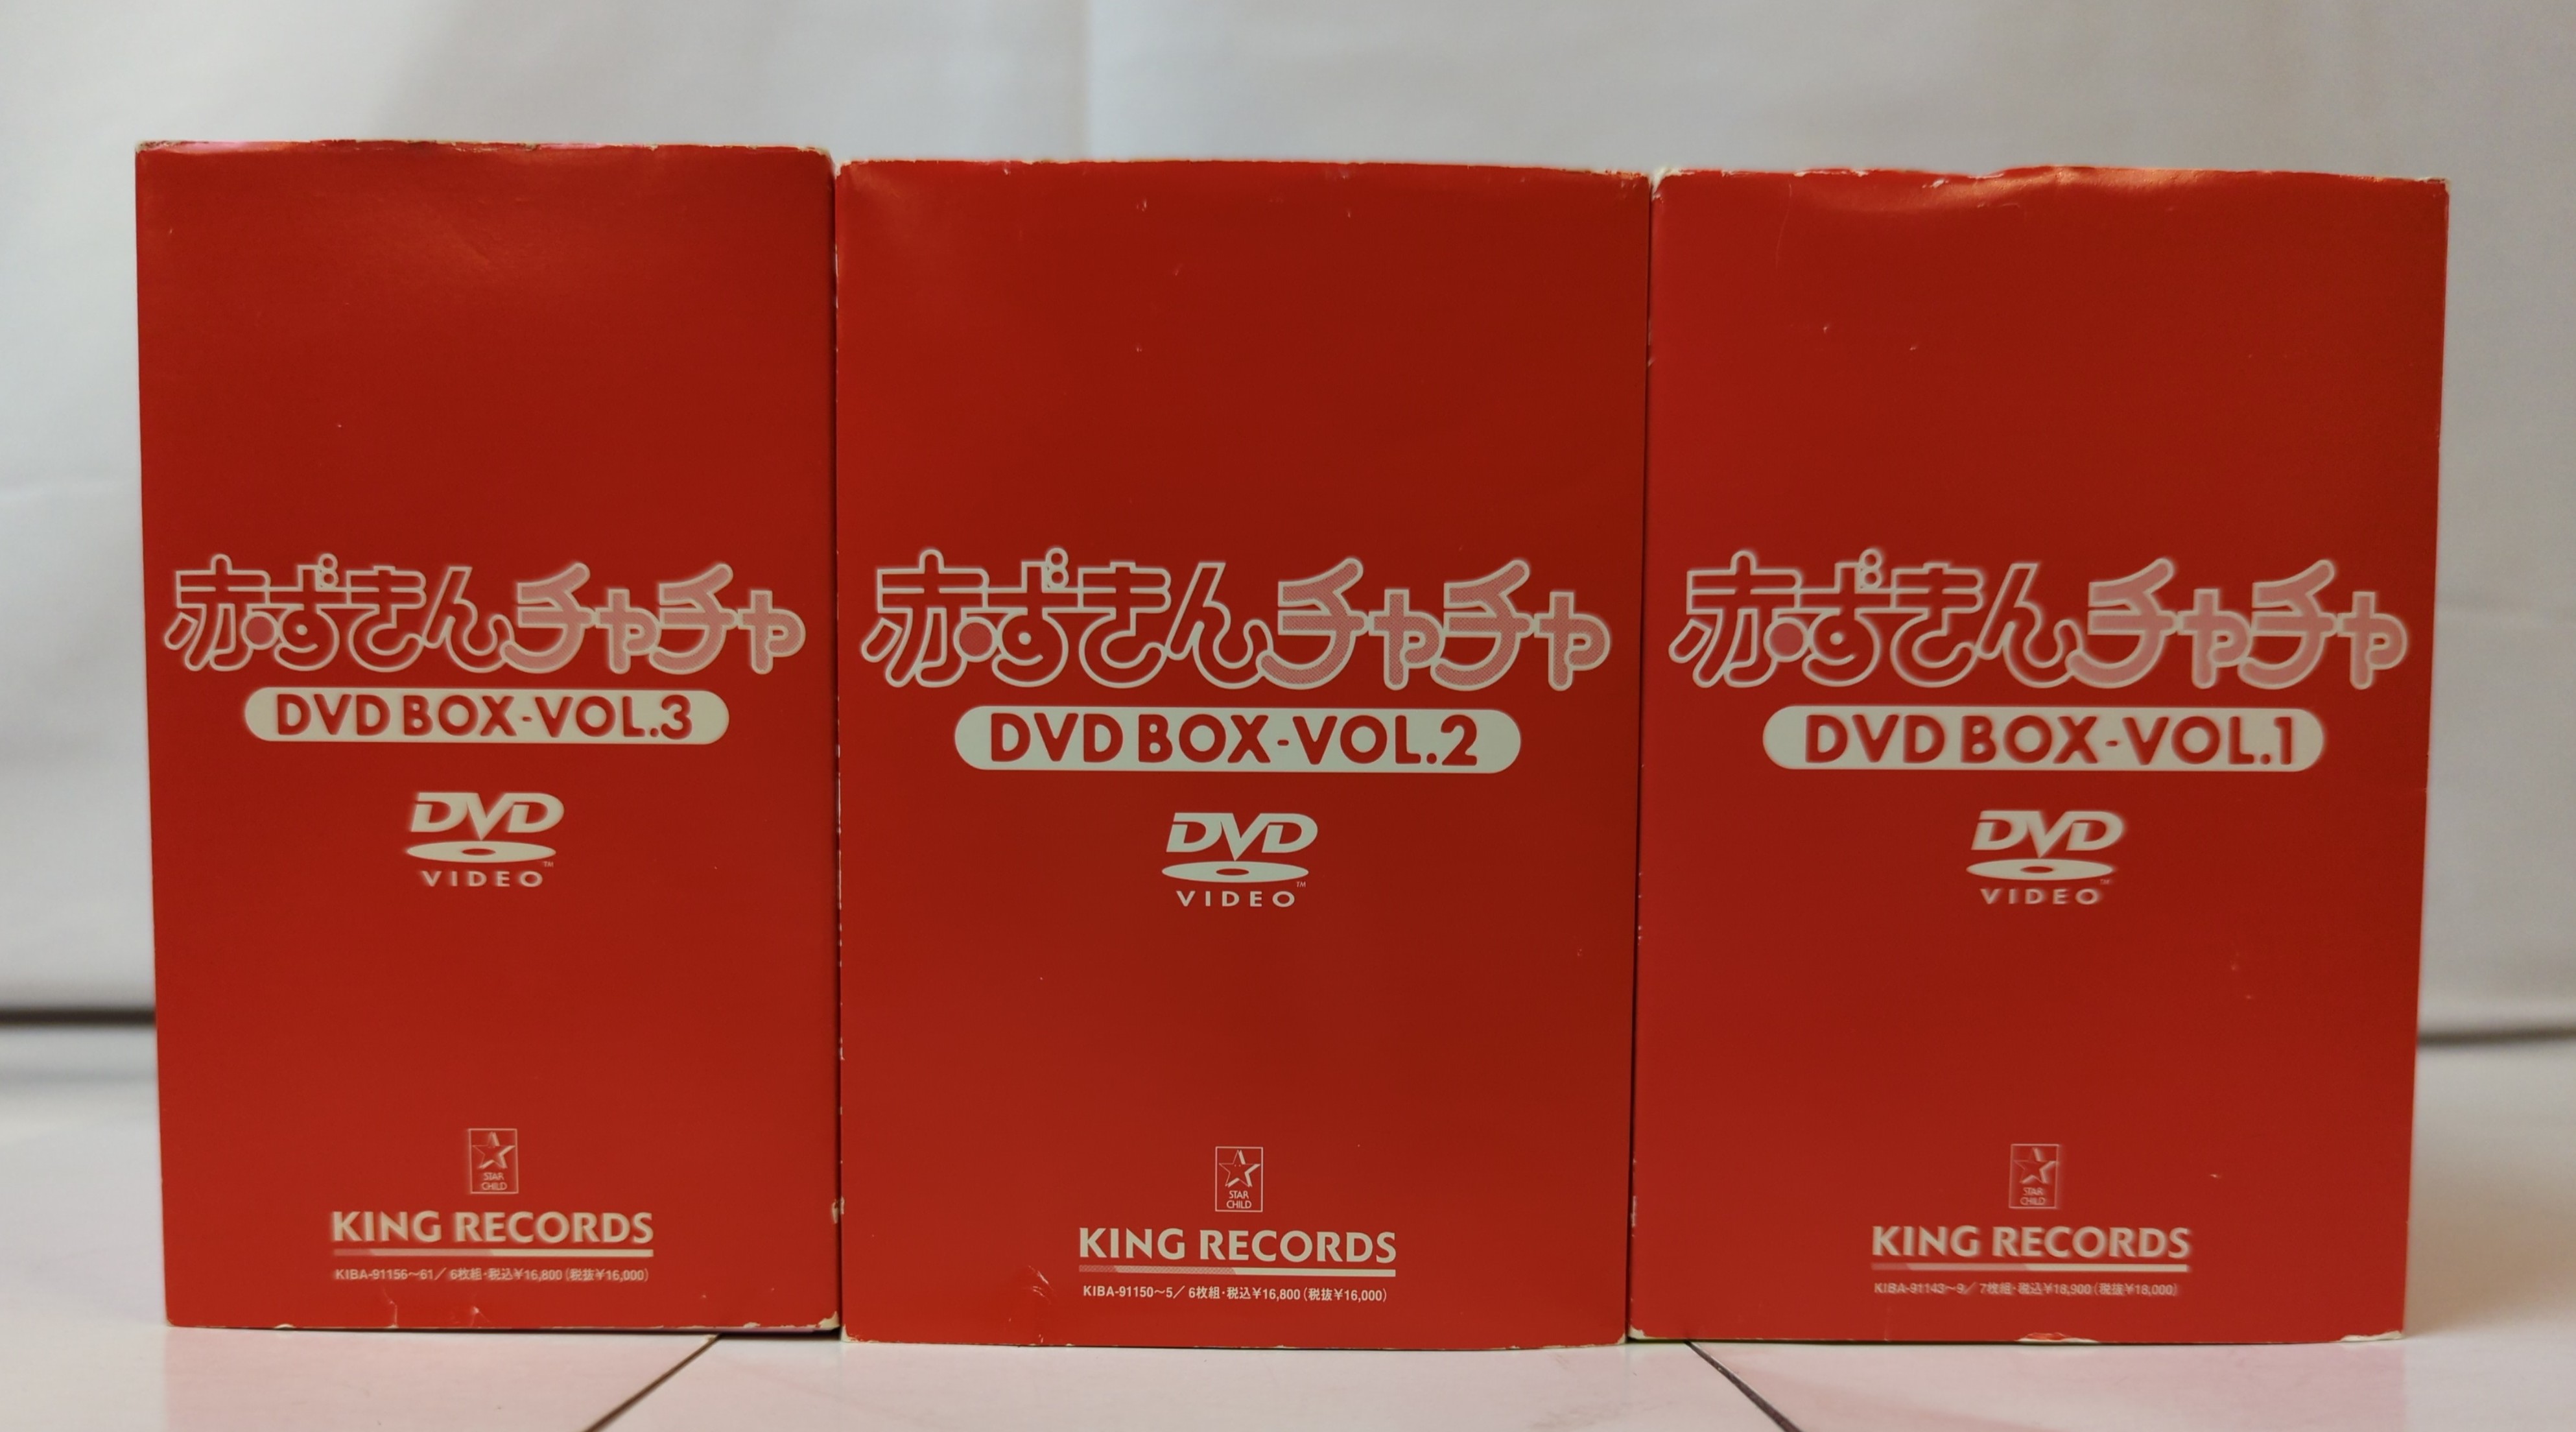 赤ずきんチャチャ
DVD BOX-VOL.3
DVD
VIDEO
TM
STAR
CHILD
KING RECORDS
KIBA-91156〜61／6枚組・税込¥16,800（税抜¥16,000）
赤ずきんチャチャ
DVD BOX-VOL.2
DVD
VIDEO
TM
STAR
CHILD
KING RECORDS
KIBA-91150〜5／6枚組・税込¥16,800（税抜¥16,000）
赤ずきんチャチャ
DVD BOX-VOL.1
DVD
VIDEO
TM
STAR
CHILD
KING RECORDS
KIBA-91143〜9／7枚組・税込¥18,900（税抜¥18,000）